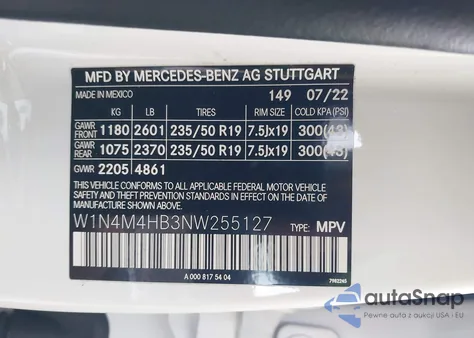 MFD BY MERCEDES-BENZ AG STUTTGART
MADE IN MEXICO 149 07/22
KG LB TIRES RIM SIZE COLD KPA (PSI)
GAWR FRONT 1180 2601 235/50 R19 7.5Jx19 300(43)
GAWR REAR 1075 2370 235/50 R19 7.5Jx19 300(43)
GVWR 2205 4861
THIS VEHICLE CONFORMS TO ALL APPLICABLE FEDERAL MOTOR VEHICLE
SAFETY AND THEFT PREVENTION STANDARDS IN EFFECT ON THE DATE OF
MANUFACTURE SHOWN ABOVE.
W1N4M4HB3NW255127 TYPE: MPV
A 000 817 54 04 7982245
autoSnap
Pewne auta z USA - EU